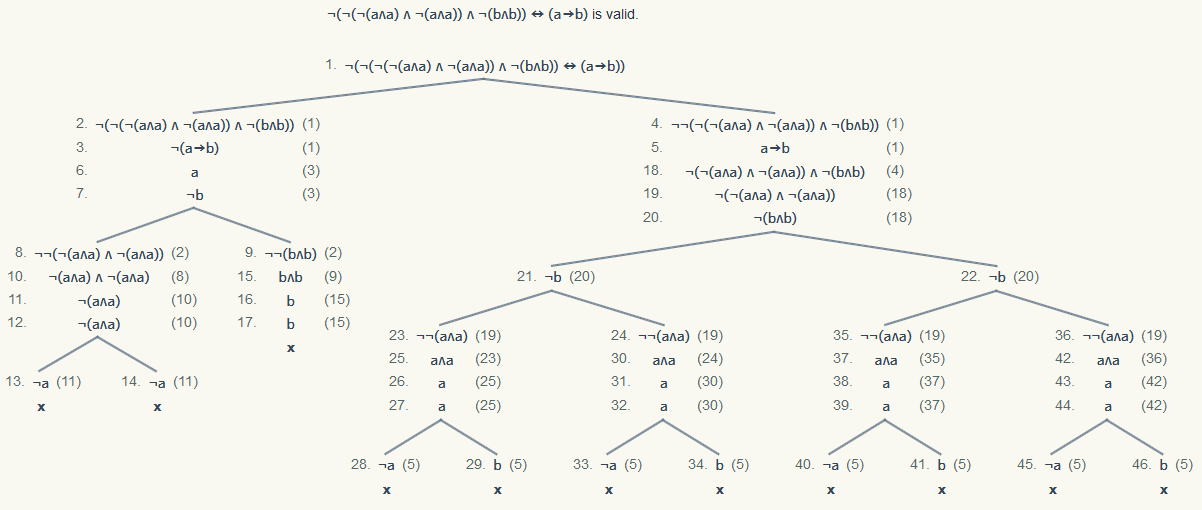 ¬(¬(¬(a∧a) ∧ ¬(a∧a)) ∧ ¬(b∧b)) ↔ (a→b) is valid.
1. ¬(¬(¬(¬(a∧a) ∧ ¬(a∧a)) ∧ ¬(b∧b)) ↔ (a→b))
2. ¬(¬(¬(a∧a) ∧ ¬(a∧a)) ∧ ¬(b∧b)) (1)
3. ¬(a→b) (1)
6. a (3)
7. ¬b (3)
4. ¬¬(¬(¬(a∧a) ∧ ¬(a∧a)) ∧ ¬(b∧b)) (1)
5. a→b (1)
18. ¬(¬(a∧a) ∧ ¬(a∧a)) ∧ ¬(b∧b) (4)
19. ¬(¬(a∧a) ∧ ¬(a∧a)) (18)
20. ¬(b∧b) (18)
8. ¬¬(¬(a∧a) ∧ ¬(a∧a)) (2)
10. ¬(a∧a) ∧ ¬(a∧a) (8)
11. ¬(a∧a) (10)
12. ¬(a∧a) (10)
9. ¬¬(b∧b) (2)
15. b∧b (9)
16. b (15)
17. b (15)
x
13. ¬a (11)
x
14. ¬a (11)
x
21. ¬b (20)
22. ¬b (20)
23. ¬¬(a∧a) (19)
25. a∧a (23)
26. a (25)
27. a (25)
24. ¬¬(a∧a) (19)
30. a∧a (24)
31. a (30)
32. a (30)
35. ¬¬(a∧a) (19)
37. a∧a (35)
38. a (37)
39. a (37)
36. ¬¬(a∧a) (19)
42. a∧a (36)
43. a (42)
44. a (42)
28. ¬a (5)
x
29. b (5)
x
33. ¬a (5)
x
34. b (5)
x
40. ¬a (5)
x
41. b (5)
x
45. ¬a (5)
x
46. b (5)
x